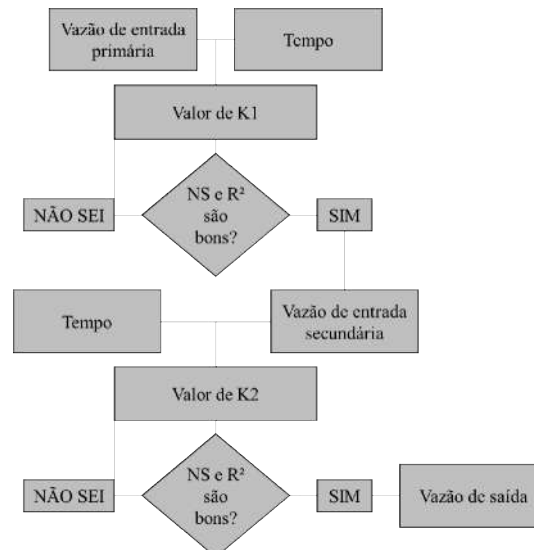 Vazão de entrada
primária
Tempo
Valor de K1
NS e R²
são
bons?
NÃO SEI
SIM
Tempo
Vazão de entrada
secundária
Valor de K2
NS e R²
são
bons?
NÃO SEI
SIM
Vazão de saída